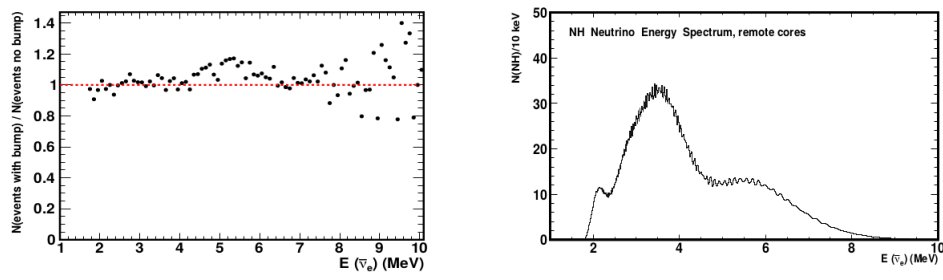 N(events with bump) / N(events no bump)
1.4
1.2
1
0.8
0.6
0.4
0.2
0
1 2 3 4 5 6 7 8 9 10
E (ν̅ₑ) (MeV)
N(NH)/10 keV
50
40
30
20
10
0
NH Neutrino Energy Spectrum, remote cores
2 4 6 8 10
E (ν̅ₑ) (MeV)